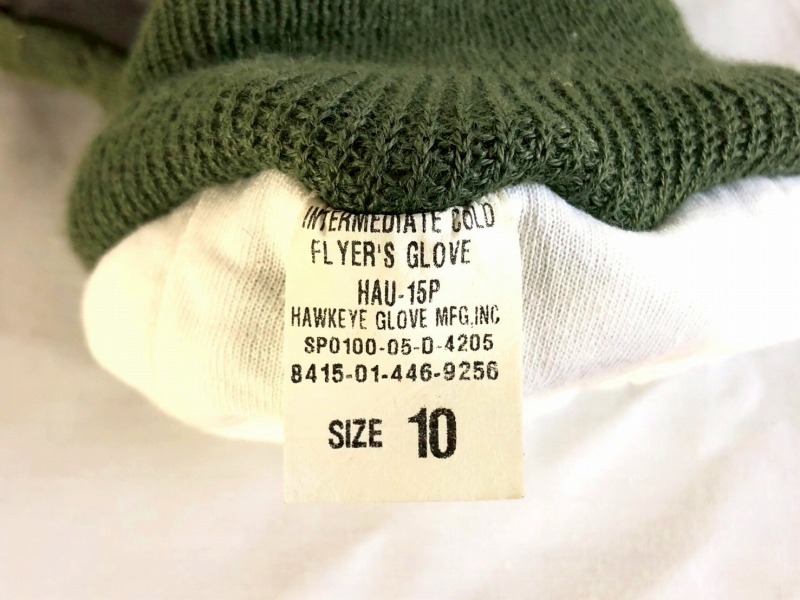 INTERMEDIATE COLD
FLYER'S GLOVE
HAU-15P
HAWKEYE GLOVE MFG,INC
SP0100-05-D-4205
8415-01-446-9256
SIZE 10